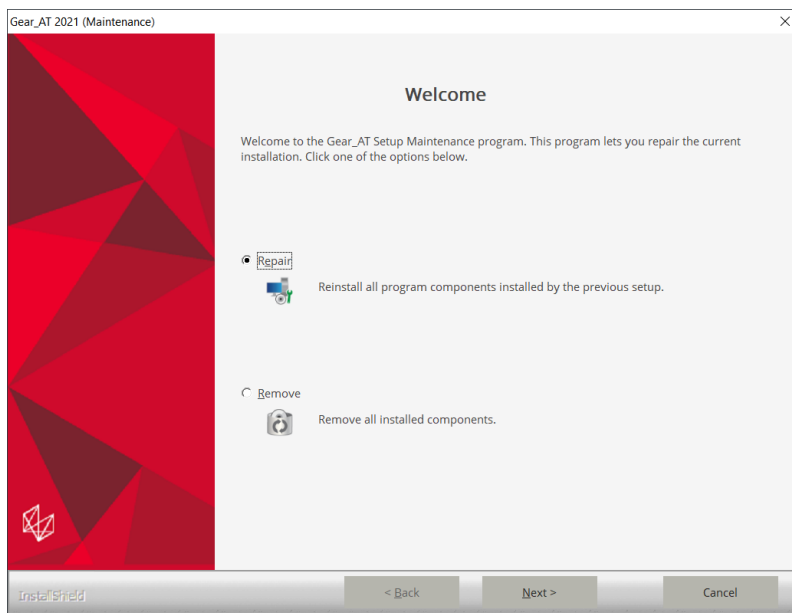 Gear_AT 2021 (Maintenance)
Welcome
Welcome to the Gear_AT Setup Maintenance program. This program lets you repair the current
installation. Click one of the options below.
Repair
Reinstall all program components installed by the previous setup.
Remove
Remove all installed components.
InstallShield
< Back
Next >
Cancel